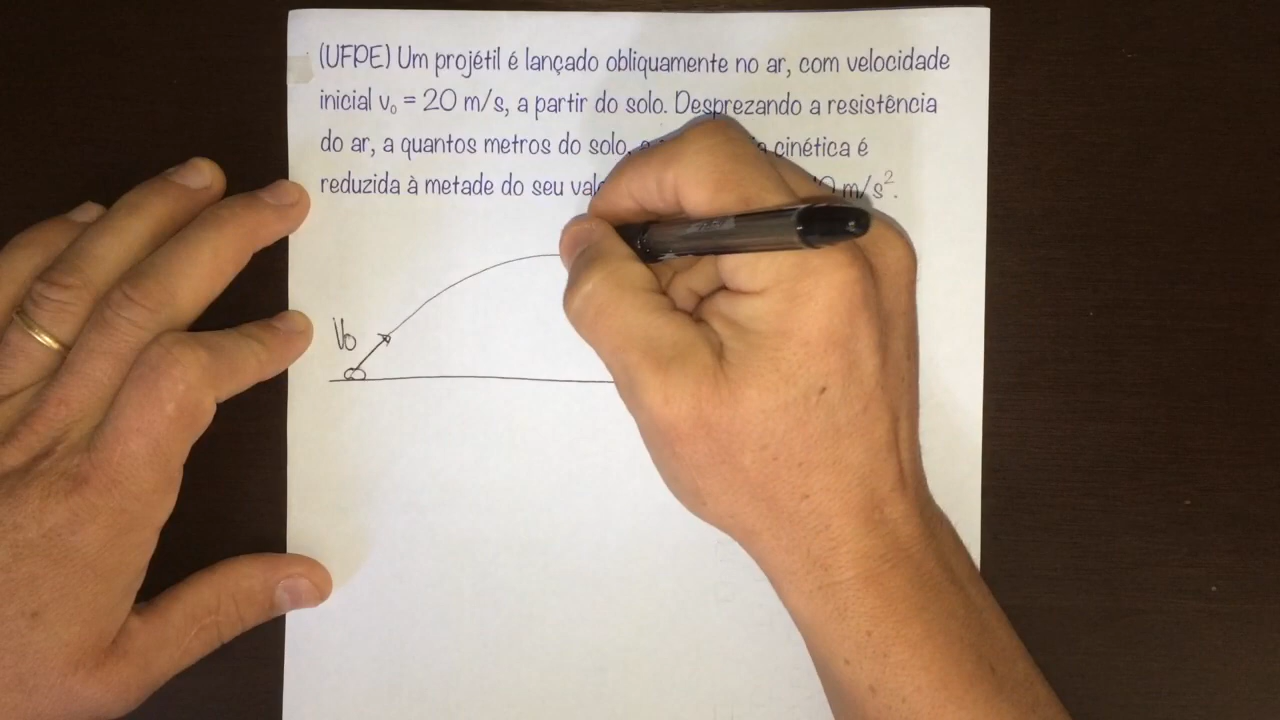 (UFPE) Um projétil é lançado obliquamente no ar, com velocidade
inicial v₀ = 20 m/s, a partir do solo. Desprezando a resistência
do ar, a quantos metros do solo, cinética é
reduzida à metade do seu m/s².
V₀